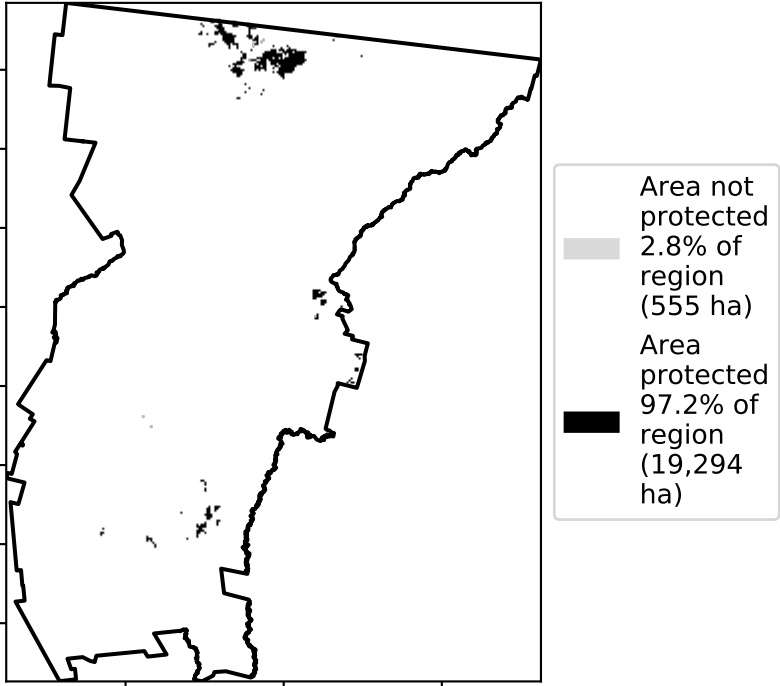 Area not
protected
2.8% of
region
(555 ha)
Area
protected
97.2% of
region
(19,294
ha)